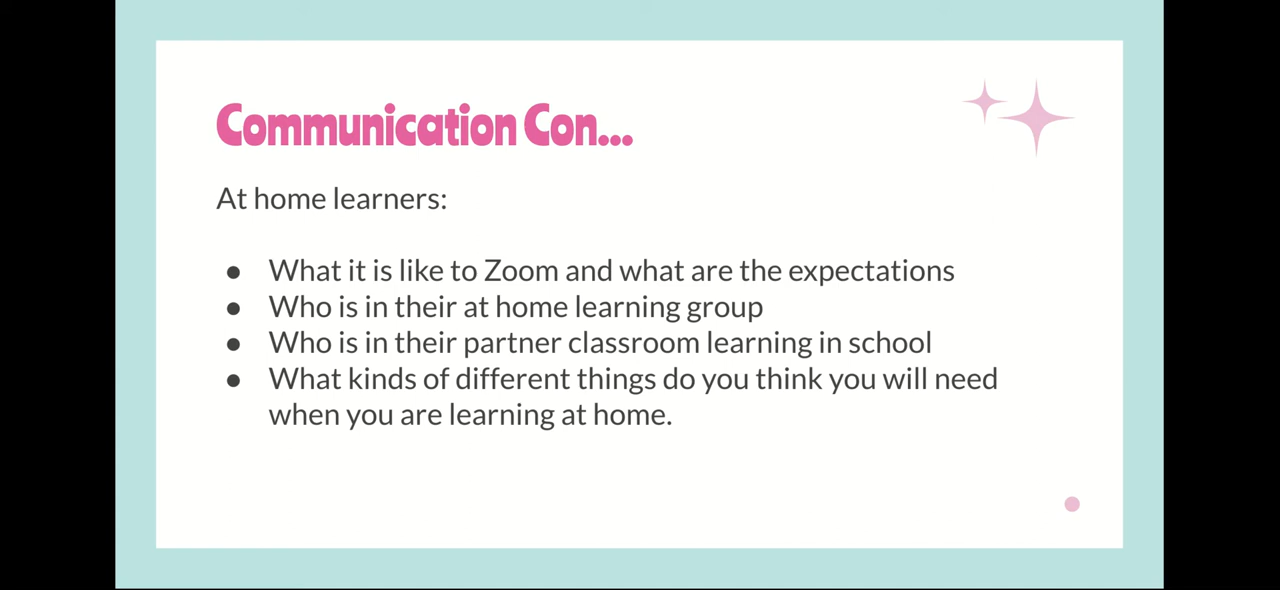 Communication Con...
At home learners:
● What it is like to Zoom and what are the expectations
● Who is in their at home learning group
● Who is in their partner classroom learning in school
● What kinds of different things do you think you will need
when you are learning at home.